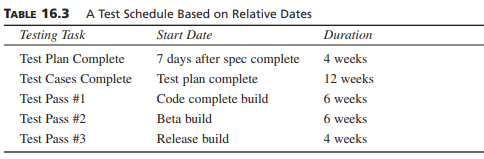 TABLE 16.3 A Test Schedule Based on Relative Dates
Testing Task Start Date Duration
Test Plan Complete 7 days after spec complete 4 weeks
Test Cases Complete Test plan complete 12 weeks
Test Pass #1 Code complete build 6 weeks
Test Pass #2 Beta build 6 weeks
Test Pass #3 Release build 4 weeks